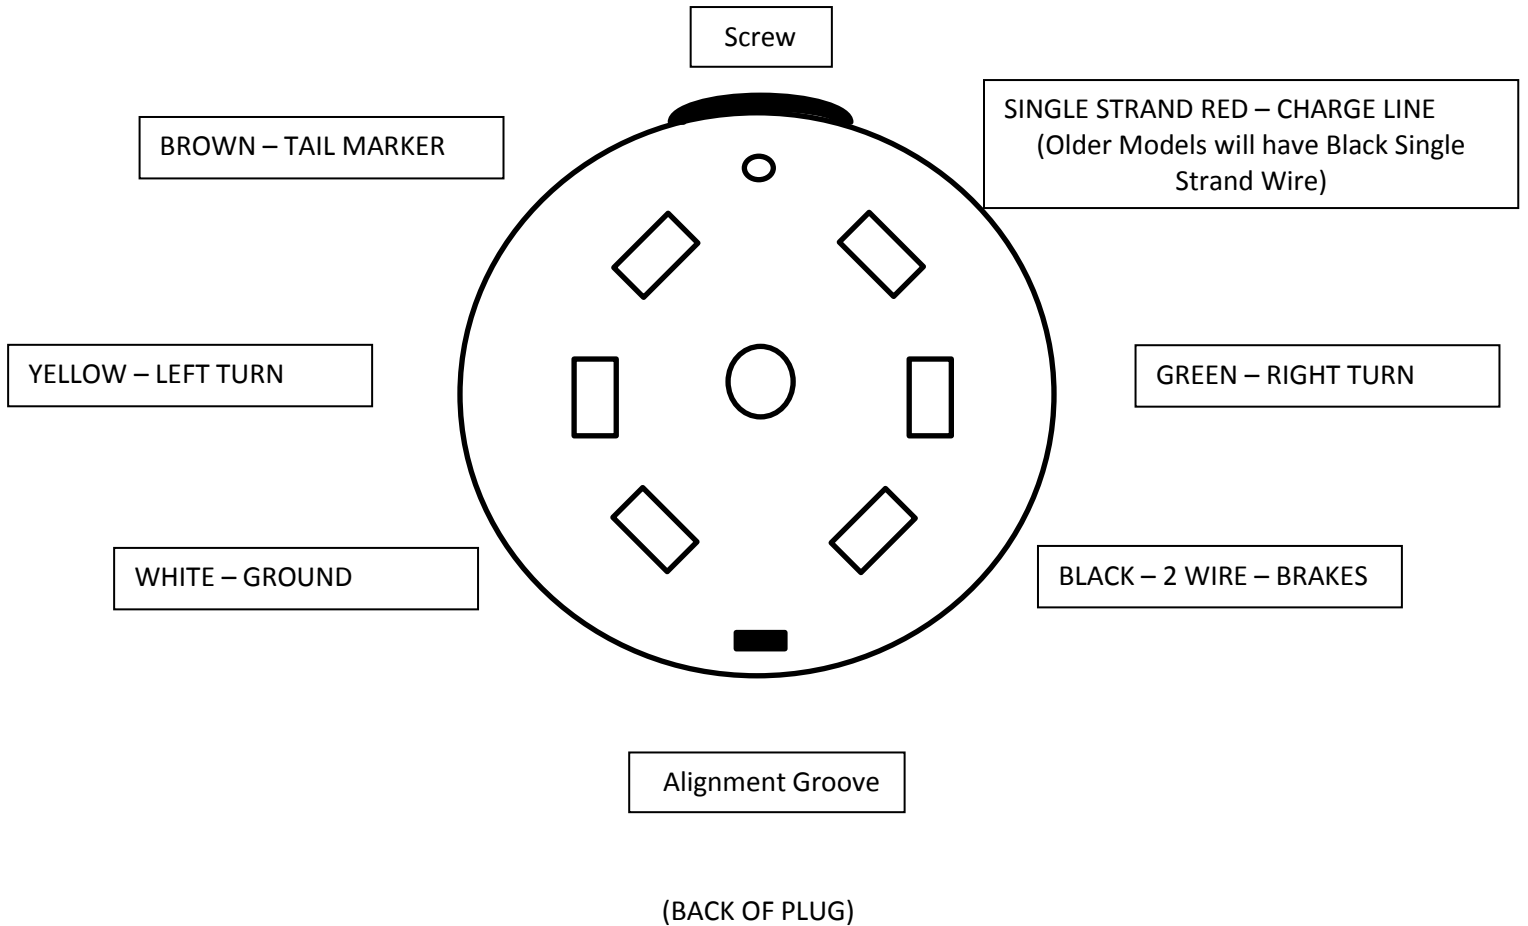 Screw
BROWN – TAIL MARKER
SINGLE STRAND RED – CHARGE LINE
(Older Models will have Black Single
Strand Wire)
YELLOW – LEFT TURN
GREEN – RIGHT TURN
WHITE – GROUND
BLACK – 2 WIRE – BRAKES
Alignment Groove
(BACK OF PLUG)